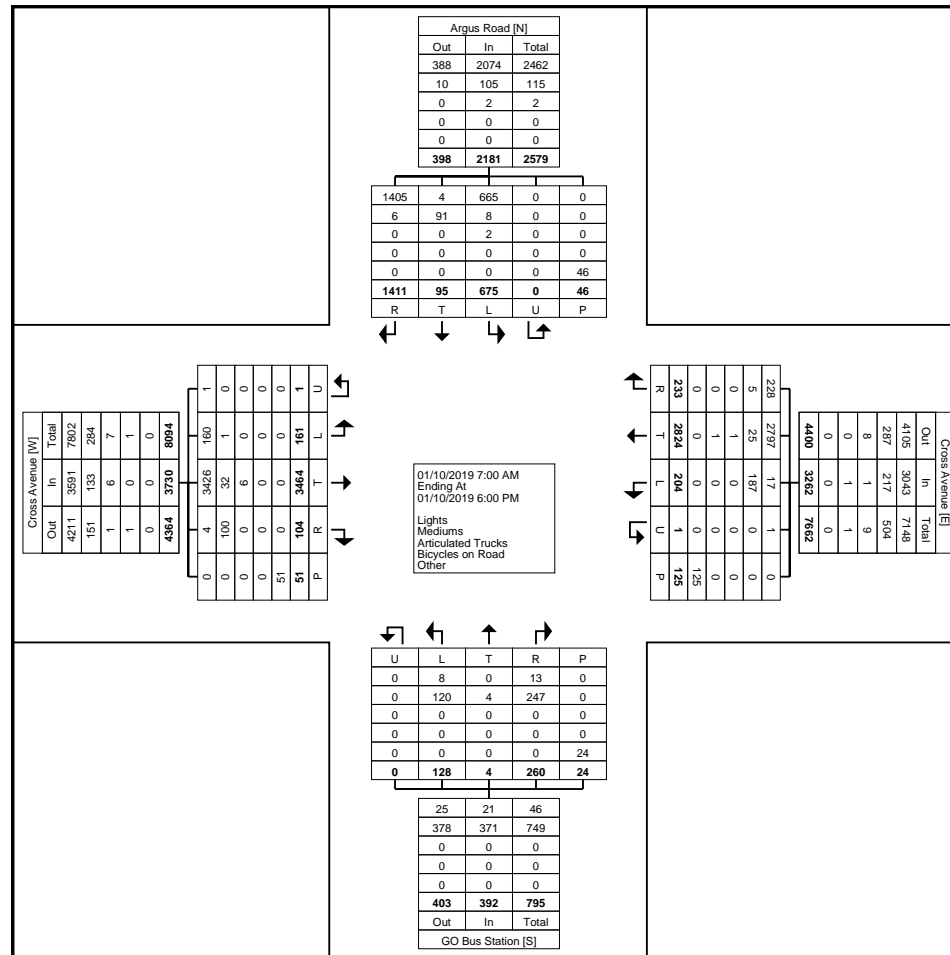 Argus Road [N]
Out In Total
388 2074 2462
10 105 115
0 2 2
0 0 0
0 0 0
398 2181 2579
1405 4 665 0 0
6 91 8 0 0
0 0 2 0 0
0 0 0 0 0
0 0 0 0 46
1411 95 675 0 46
R T L U P
Cross Avenue [W]
Total 7802 284 7 1 0 8094
In 3591 133 6 0 0 3730
Out 4211 151 1 1 0 4364
1 0 0 0 0 1 U
160 1 0 0 0 161 L
3426 32 6 0 0 3464 T
4 100 0 0 0 104 R
0 0 0 0 51 51 P
01/10/2019 7:00 AM
Ending At
01/10/2019 6:00 PM
Lights
Mediums
Articulated Trucks
Bicycles on Road
Other
R 233 0 0 0 5 228
T 2824 0 1 1 25 2797
L 204 0 0 0 187 17
U 1 0 0 0 0 1
P 125 125 0 0 0 0
4400 0 0 8 287 4105 Out
3262 0 1 1 217 3043 In
7662 0 1 9 504 7148 Total
Cross Avenue [E]
U L T R P
0 8 0 13 0
0 120 4 247 0
0 0 0 0 0
0 0 0 0 0
0 0 0 0 24
0 128 4 260 24
25 21 46
378 371 749
0 0 0
0 0 0
0 0 0
403 392 795
Out In Total
GO Bus Station [S]